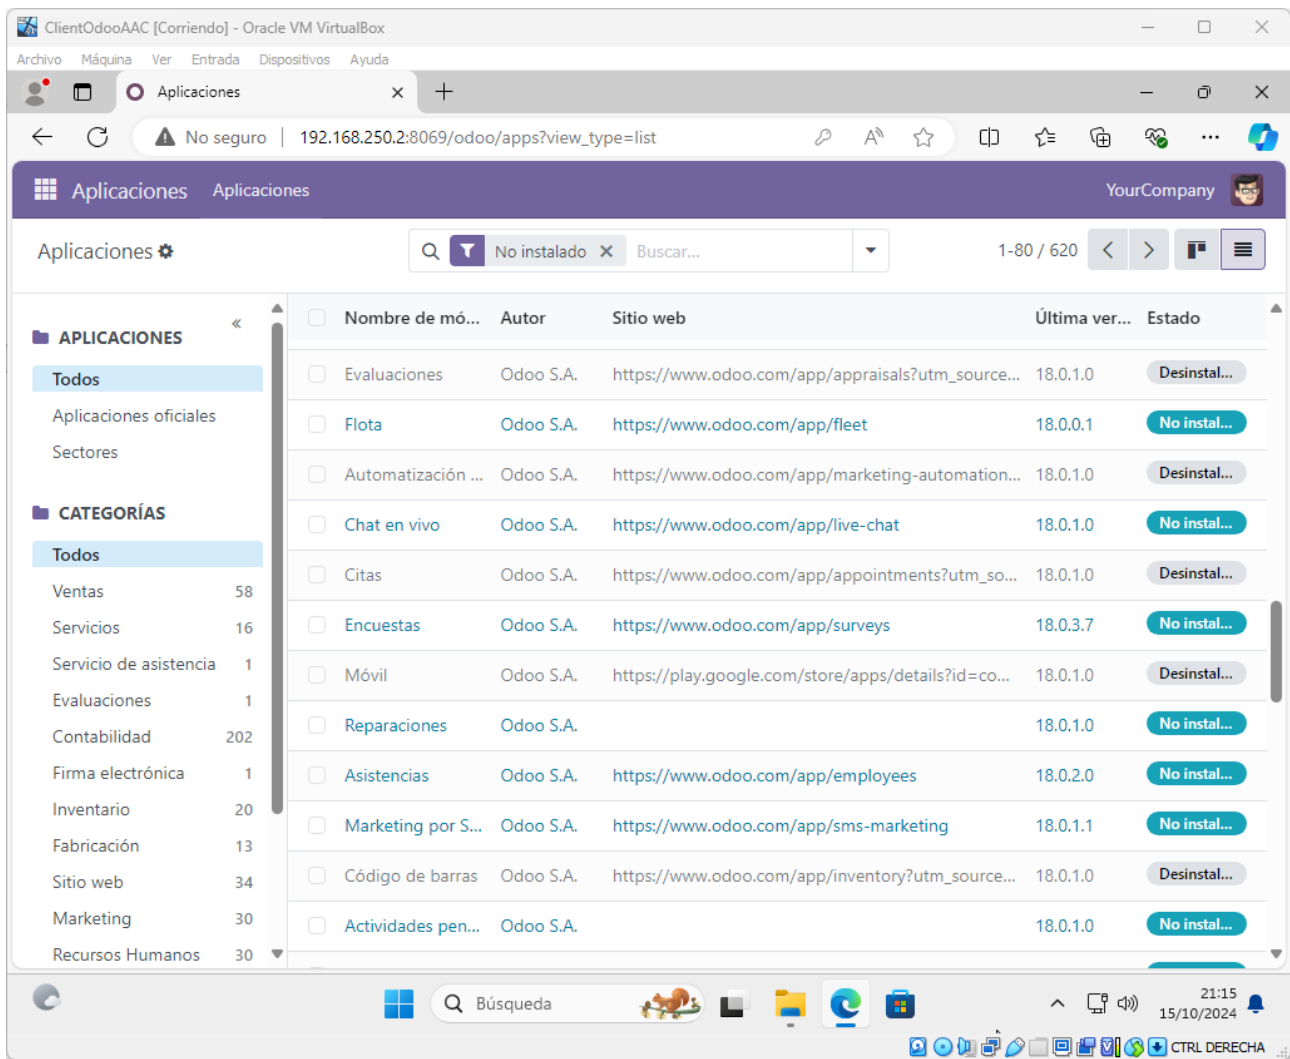 ClientOdooAAC [Corriendo] - Oracle VM VirtualBox
Archivo Máquina Ver Entrada Dispositivos Ayuda
Aplicaciones
No seguro 192.168.250.2:8069/odoo/apps?view_type=list
Aplicaciones Aplicaciones YourCompany
Aplicaciones No instalado Buscar... 1-80 / 620
APLICACIONES
Todos
Aplicaciones oficiales
Sectores
CATEGORÍAS
Todos
Ventas 58
Servicios 16
Servicio de asistencia 1
Evaluaciones 1
Contabilidad 202
Firma electrónica 1
Inventario 20
Fabricación 13
Sitio web 34
Marketing 30
Recursos Humanos 30
Nombre de mó... Autor Sitio web Última ver... Estado
Evaluaciones Odoo S.A. https://www.odoo.com/app/appraisals?utm_source... 18.0.1.0 Desinstal...
Flota Odoo S.A. https://www.odoo.com/app/fleet 18.0.0.1 No instal...
Automatización ... Odoo S.A. https://www.odoo.com/app/marketing-automation... 18.0.1.0 Desinstal...
Chat en vivo Odoo S.A. https://www.odoo.com/app/live-chat 18.0.1.0 No instal...
Citas Odoo S.A. https://www.odoo.com/app/appointments?utm_so... 18.0.1.0 Desinstal...
Encuestas Odoo S.A. https://www.odoo.com/app/surveys 18.0.3.7 No instal...
Móvil Odoo S.A. https://play.google.com/store/apps/details?id=co... 18.0.1.0 Desinstal...
Reparaciones Odoo S.A. 18.0.1.0 No instal...
Asistencias Odoo S.A. https://www.odoo.com/app/employees 18.0.2.0 No instal...
Marketing por S... Odoo S.A. https://www.odoo.com/app/sms-marketing 18.0.1.1 No instal...
Código de barras Odoo S.A. https://www.odoo.com/app/inventory?utm_source... 18.0.1.0 Desinstal...
Actividades pen... Odoo S.A. 18.0.1.0 No instal...
Búsqueda
21:15
15/10/2024
CTRL DERECHA